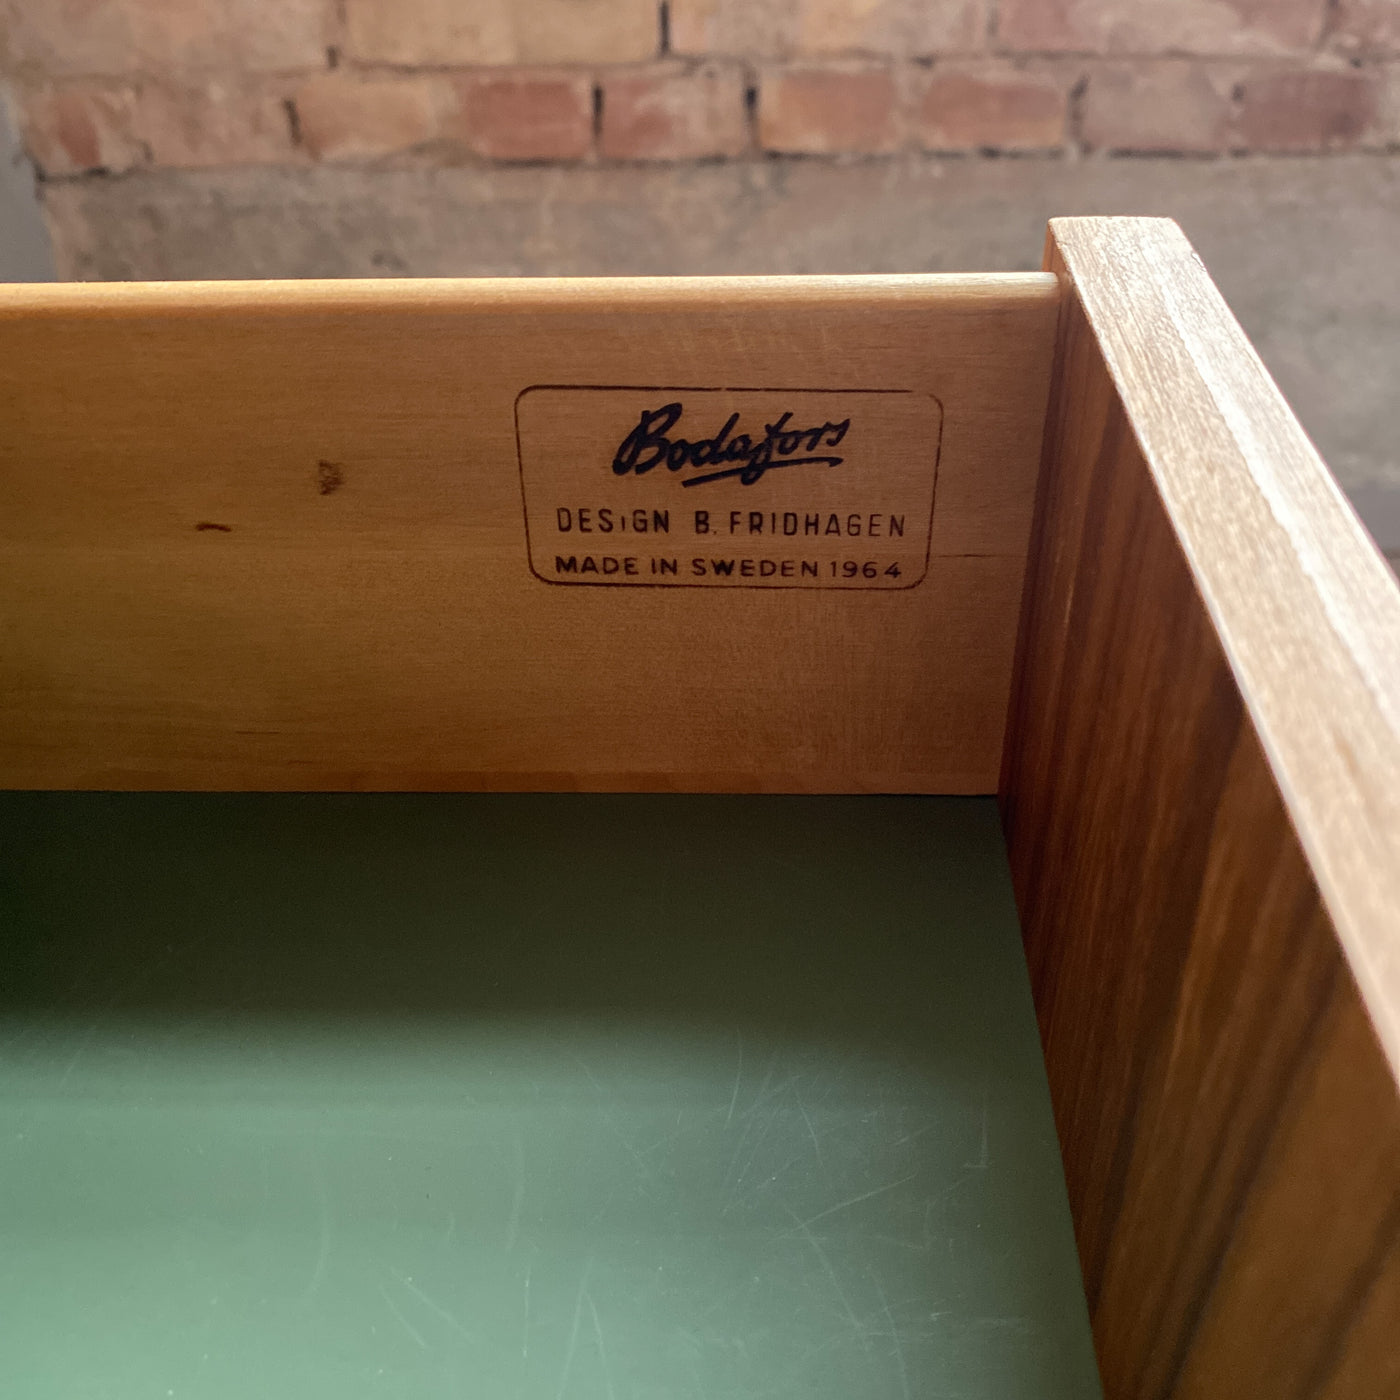 Bodafors
DESiGN B. FRIDHAGEN
MADE IN SWEDEN 1964